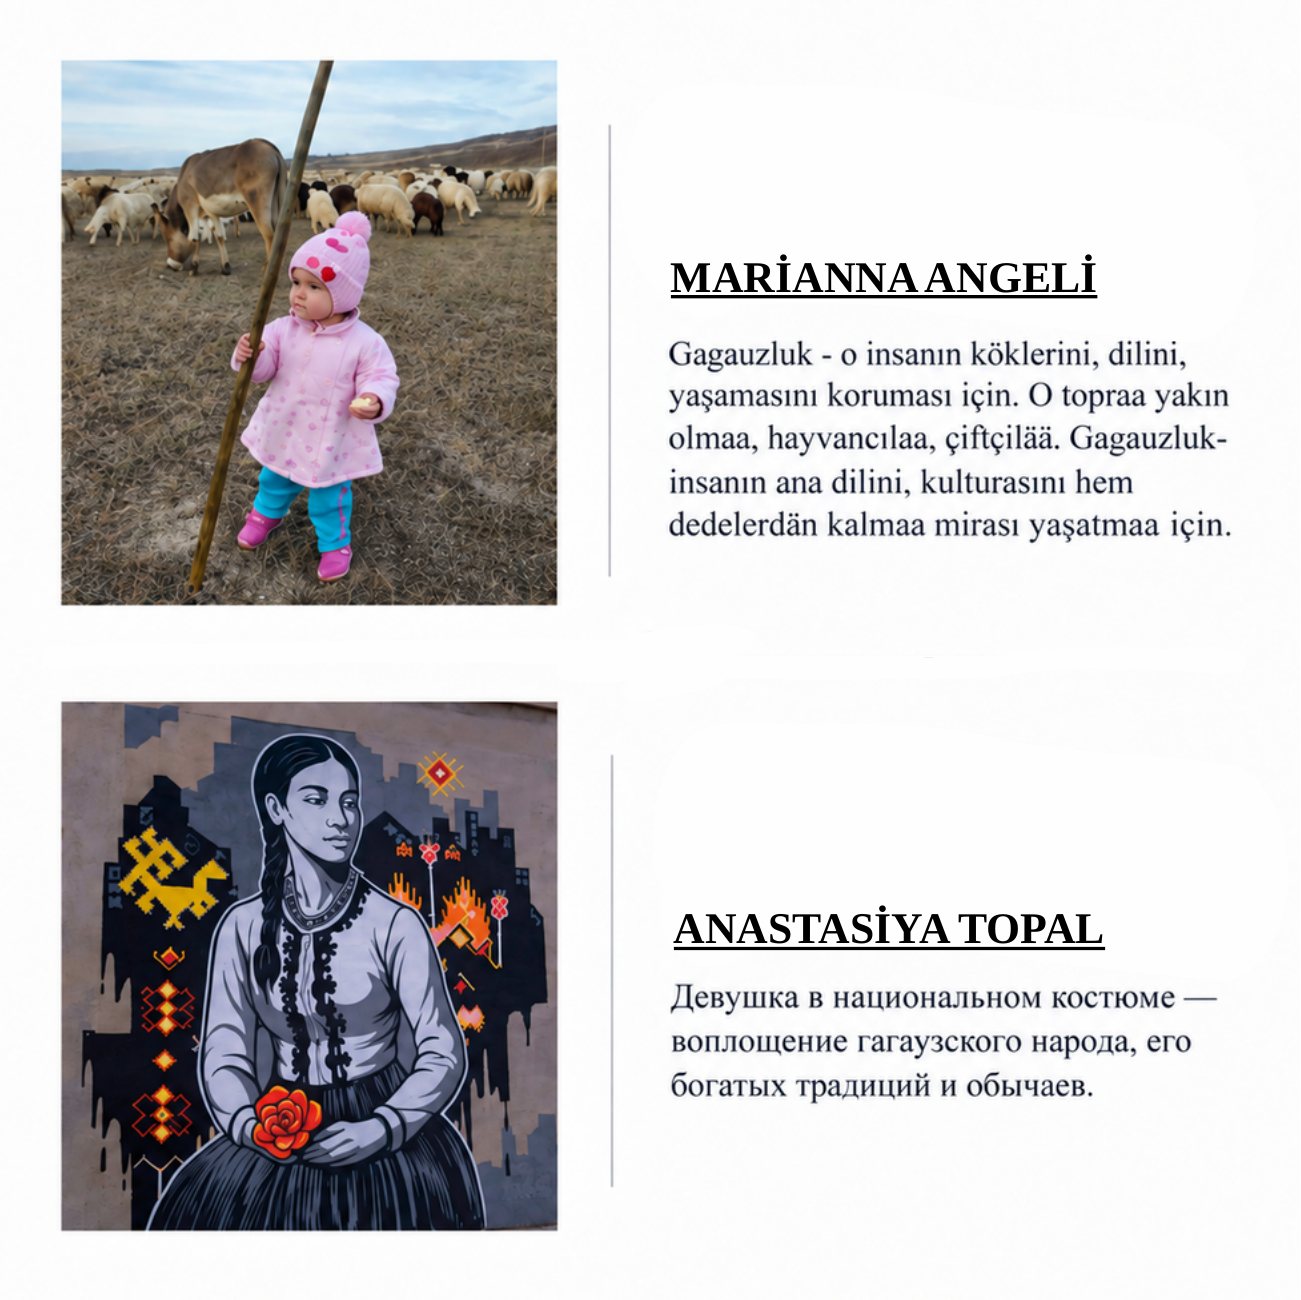 MARİANNA ANGELİ
Gagauzluk - o insanın köklerini, dilini,
yaşamasını koruması için. O topraa yakın
olmaa, hayvancılaa, çiftçilää. Gagauzluk-
insanın ana dilini, kulturasını hem
dedelerdän kalmaa mirası yaşatmaa için.
ANASTASİYA TOPAL
Девушка в национальном костюме —
воплощение гагаузского народа, его
богатых традиций и обычаев.